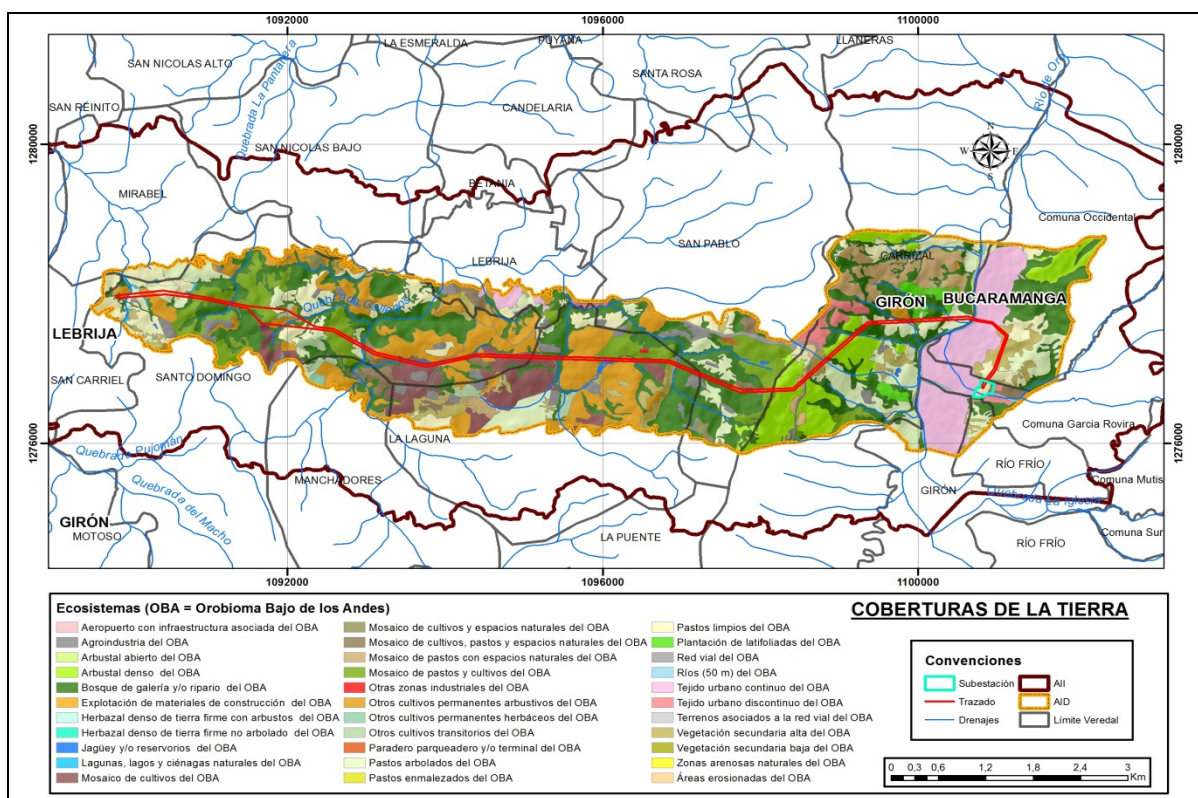 1092000 1096000 1100000
LA ESMERALDA PUYANA LLANERAS
SAN NICOLAS ALTO
Quebrada La Pantanera
SANTA ROSA
Río de Oro
SAN REINITO
CANDELARIA
1280000 1280000
SAN NICOLAS BAJO
N
W E
S
MIRABEL
BETANIA
Comuna Occidental
SAN PABLO
LEBRIJA
CARRIZAL
GIRÓN BUCARAMANGA
LEBRIJA
SAN CARRIEL SANTO DOMINGO
Comuna Garcia Rovira
1276000 1276000
LA LAGUNA
Quebrada Pujoman
RÍO FRÍO
Comuna Mutis
Quebrada del Macho
MANCHADORES
GIRÓN
Quebrada La Iglesia
GIRÓN
MOTOSO
LA PUENTE
RÍO FRÍO
Comuna Sur
1092000 1096000 1100000
Ecosistemas (OBA = Orobioma Bajo de los Andes)
Aeropuerto con infraestructura asociada del OBA
Agroindustria del OBA
Arbustal abierto del OBA
Arbustal denso del OBA
Bosque de galería y/o ripario del OBA
Explotación de materiales de construcción del OBA
Herbazal denso de tierra firme con arbustos del OBA
Herbazal denso de tierra firme no arbolado del OBA
Jagüey y/o reservorios del OBA
Lagunas, lagos y ciénagas naturales del OBA
Mosaico de cultivos del OBA
Mosaico de cultivos y espacios naturales del OBA
Mosaico de cultivos, pastos y espacios naturales del OBA
Mosaico de pastos con espacios naturales del OBA
Mosaico de pastos y cultivos del OBA
Otras zonas industriales del OBA
Otros cultivos permanentes arbustivos del OBA
Otros cultivos permanentes herbáceos del OBA
Otros cultivos transitorios del OBA
Paradero parqueadero y/o terminal del OBA
Pastos arbolados del OBA
Pastos enmalezados del OBA
Pastos limpios del OBA
Plantación de latifoliadas del OBA
Red vial del OBA
Ríos (50 m) del OBA
Tejido urbano continuo del OBA
Tejido urbano discontinuo del OBA
Terrenos asociados a la red vial del OBA
Vegetación secundaria alta del OBA
Vegetación secundaria baja del OBA
Zonas arenosas naturales del OBA
Áreas erosionadas del OBA
COBERTURAS DE LA TIERRA
Convenciones
Subestación AII
Trazado AID
Drenajes Límite Veredal
0 0,3 0,6 1,2 1,8 2,4 3
Km